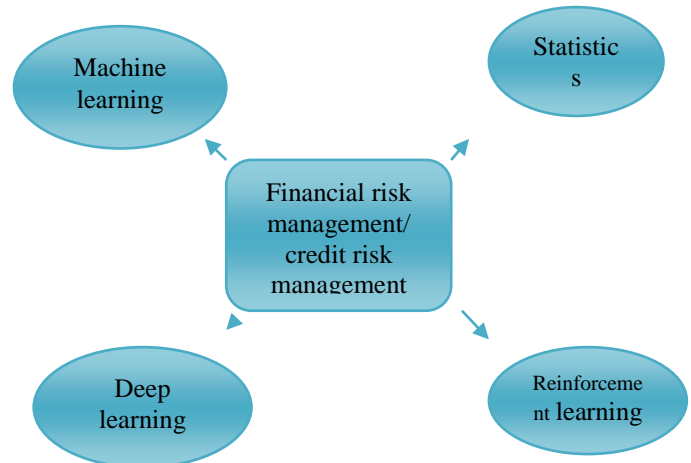 Machine
learning
Statistic
s
Financial risk
management/
credit risk
management
Deep
learning
Reinforceme
nt learning